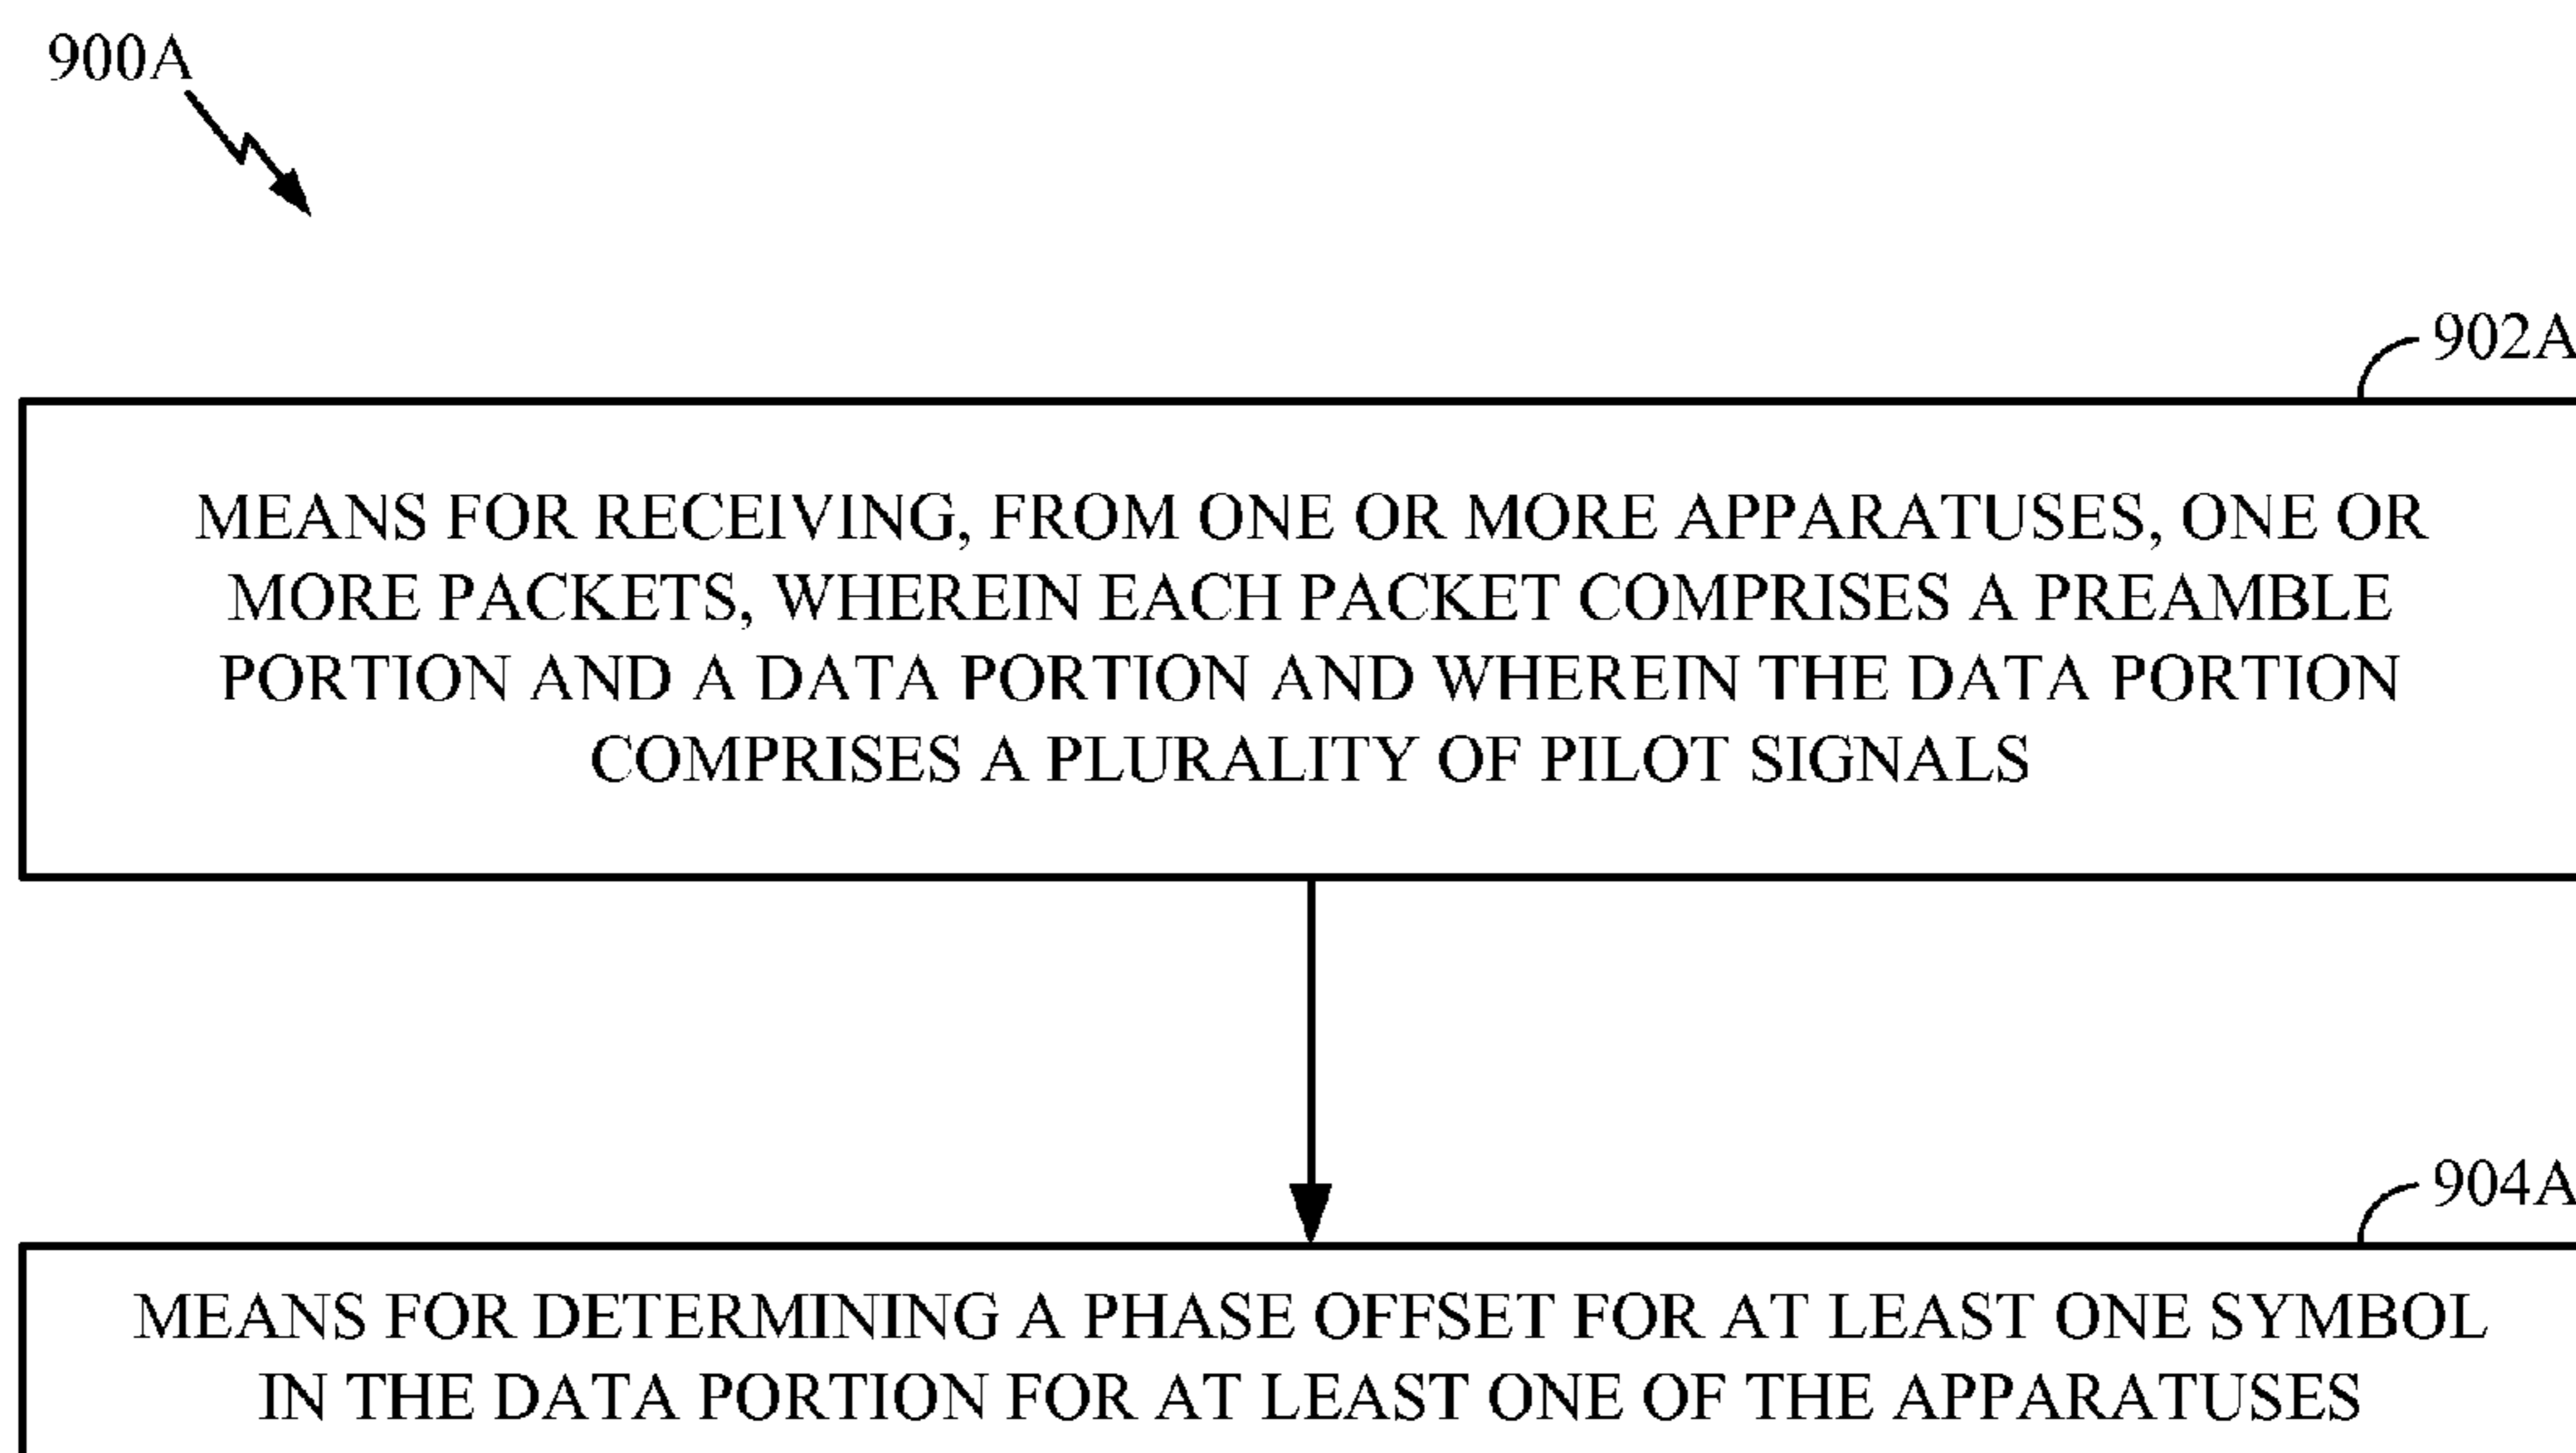 900A
902A
MEANS FOR RECEIVING, FROM ONE OR MORE APPARATUSES, ONE OR
MORE PACKETS, WHEREIN EACH PACKET COMPRISES A PREAMBLE
PORTION AND A DATA PORTION AND WHEREIN THE DATA PORTION
COMPRISES A PLURALITY OF PILOT SIGNALS
904A
MEANS FOR DETERMINING A PHASE OFFSET FOR AT LEAST ONE SYMBOL
IN THE DATA PORTION FOR AT LEAST ONE OF THE APPARATUSES